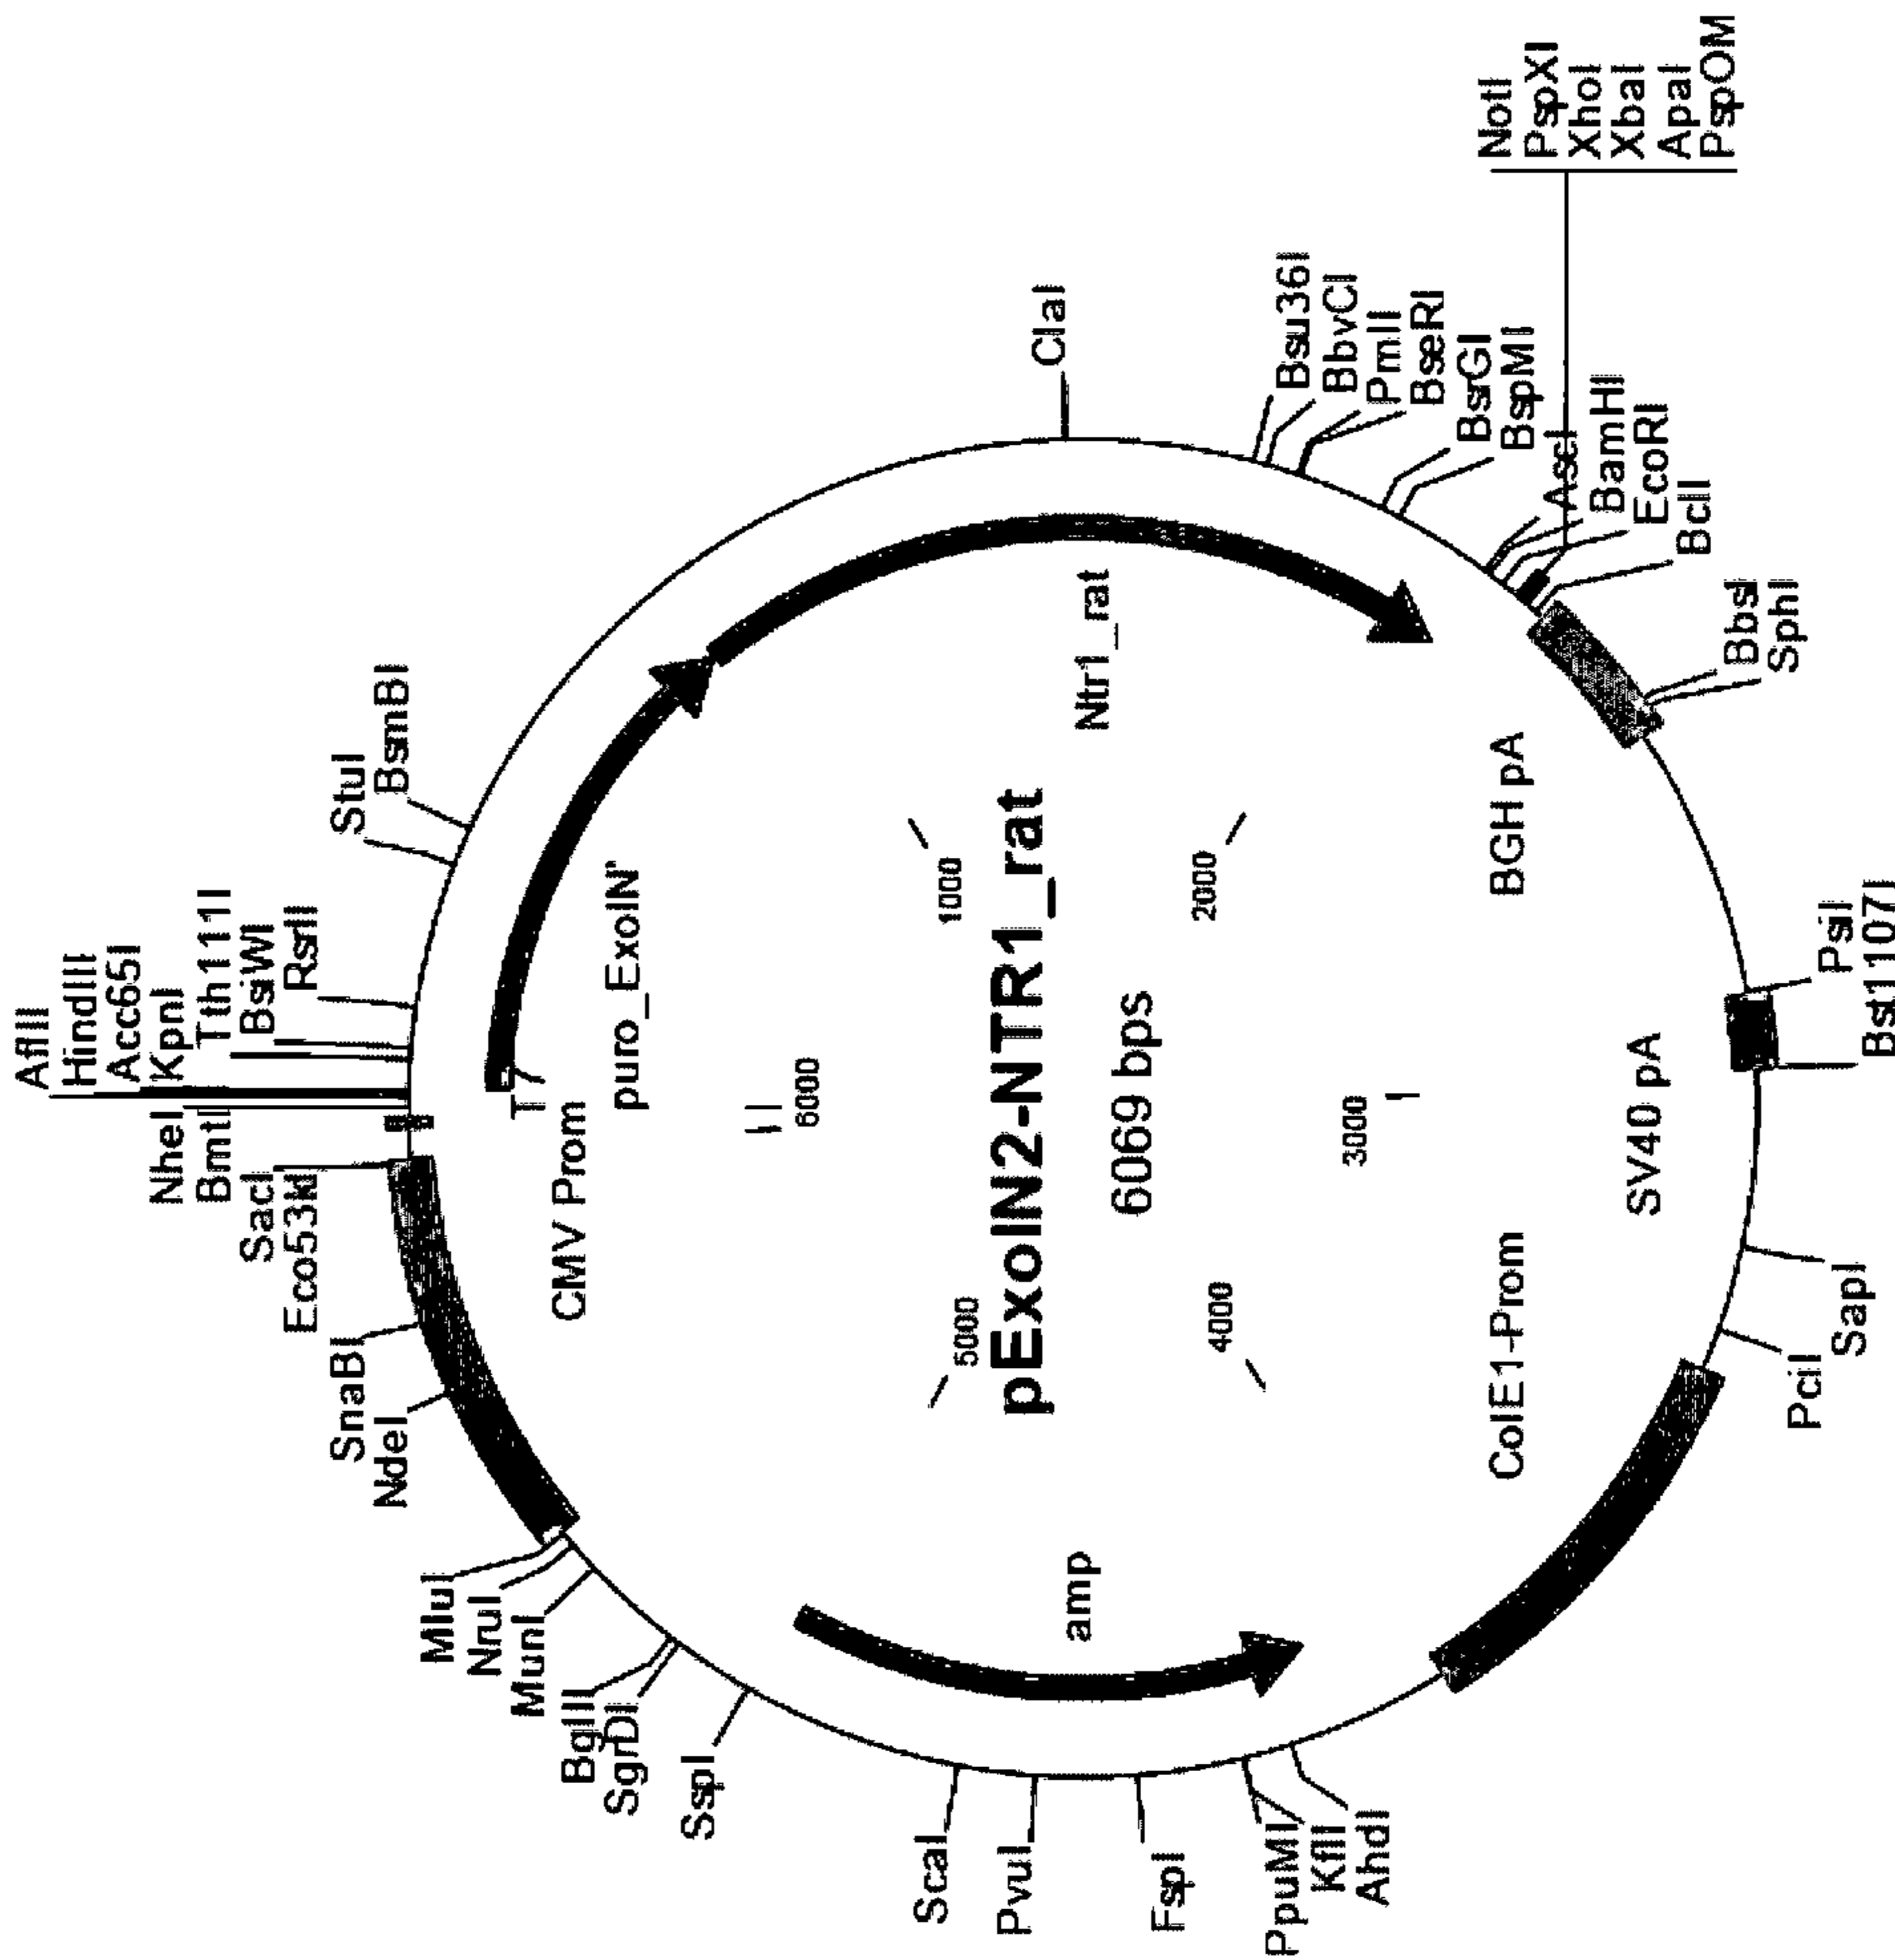 AflII
HindIII
Acc65I
KpnI
Tth111I
BsiWI
RsrII
StuI
BsmBI
ClaI
Bsu36I
BbvCI
PmlI
BseRI
BsrGI
BspMI
AscI
BamHI
EcoRI
BclI
NotI
PspXI
XhoI
XbaI
ApaI
PspOM
BbsI
SphI
PsiI
Bst1107I
SapI
PciI
AhdI
KflI
PpuMI
FspI
PvuI
ScaI
SspI
SgrDI
BglII
MunI
NruI
MluI
NdeI
SnaBI
Eco53kI
SacI
BmtI
NheI
T7
CMV Prom
puro_ExoIN'
Ntr1_rat
BGH pA
SV40 pA
ColE1-Prom
amp
6000
1000
2000
3000
4000
5000
pExoIN2-NTR1_rat
6069 bps